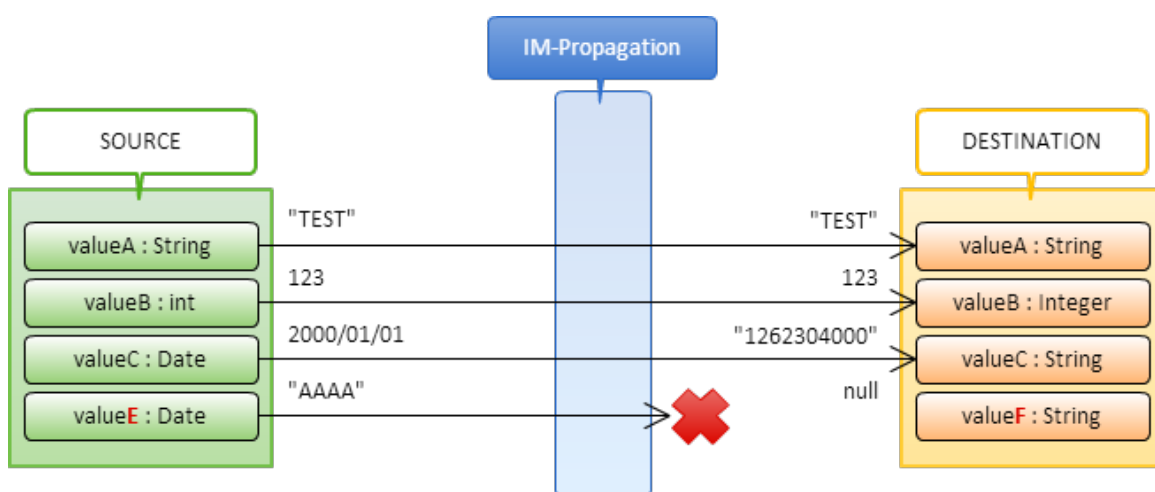 IM-Propagation
SOURCE
DESTINATION
"TEST"
"TEST"
valueA : String
valueA : String
123
123
valueB : int
valueB : Integer
2000/01/01
"1262304000"
valueC : Date
valueC : String
"AAAA"
null
valueE : Date
valueF : String